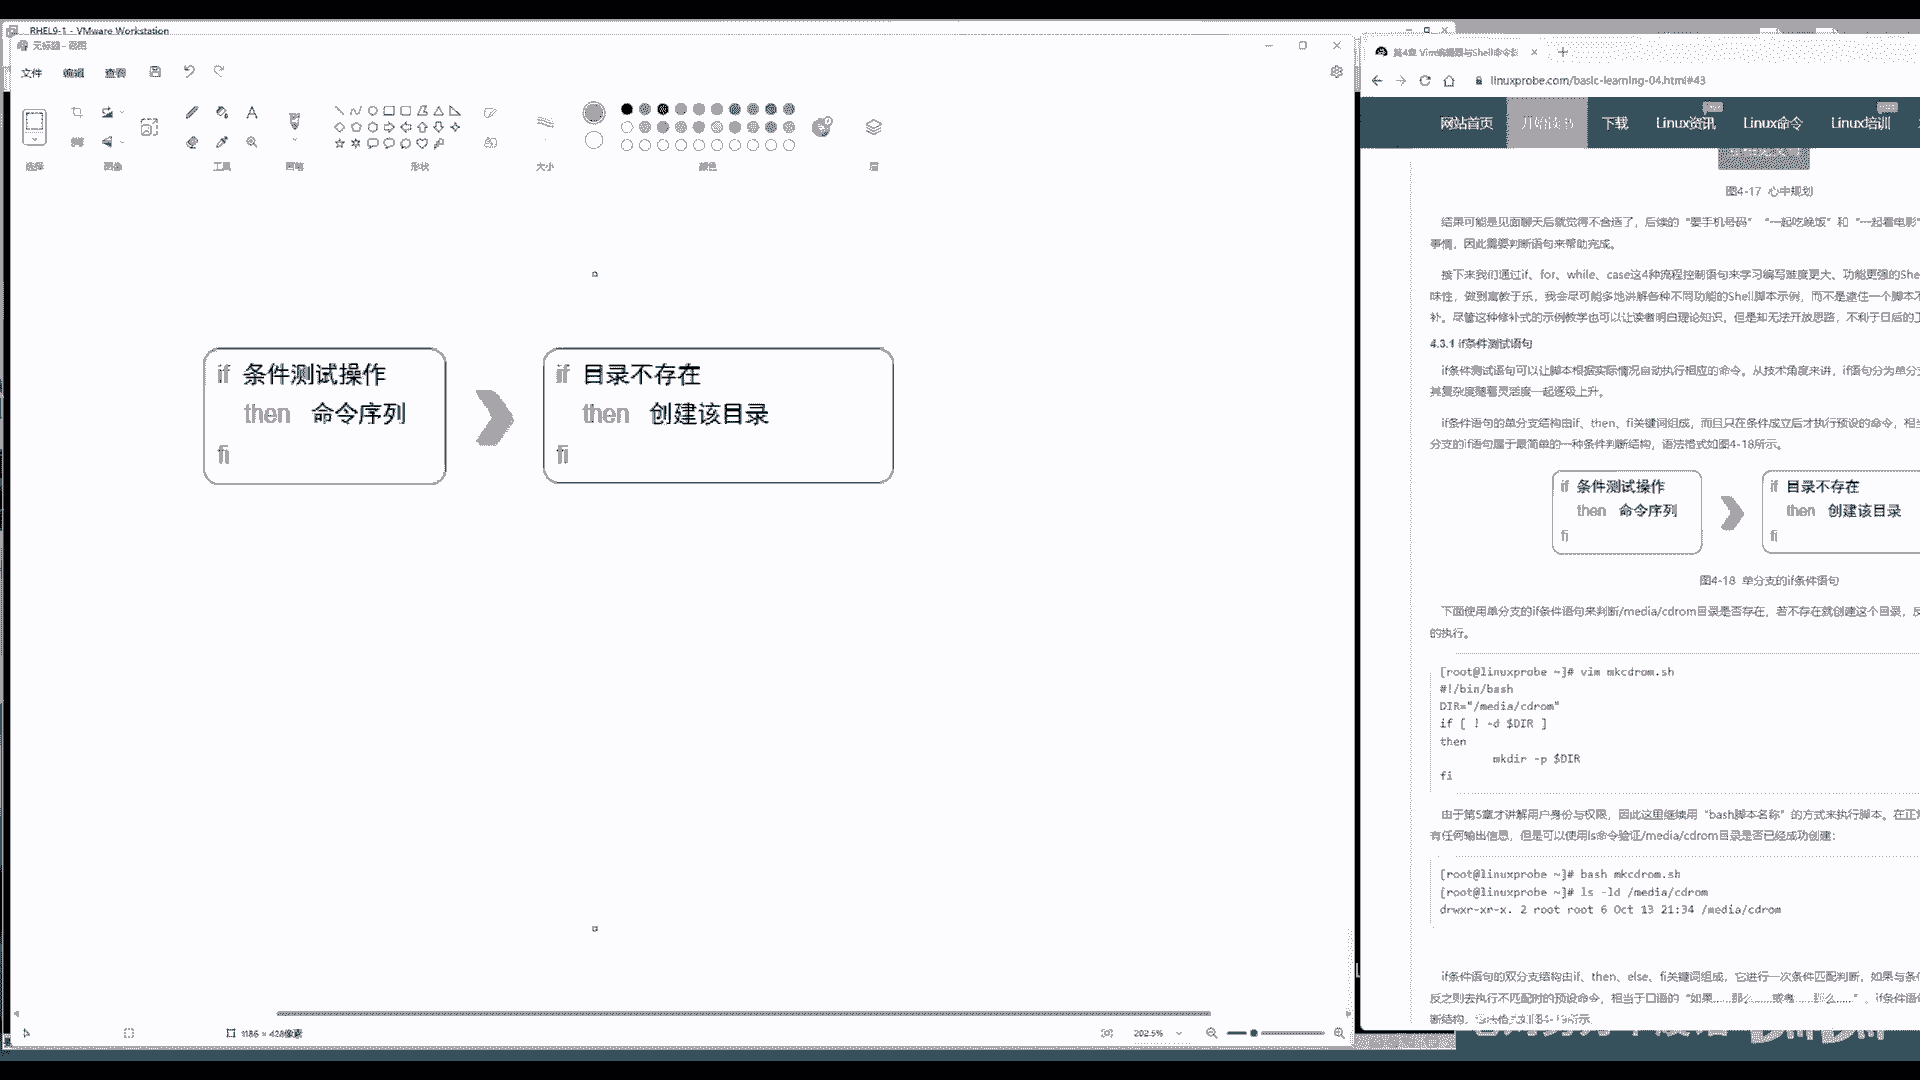 RHEL9-1 - VMware Workstation
无标题 - 画图
文件 编辑 查看
选择 图像 工具 画笔 形状 大小 颜色 层
if 条件测试操作
then 命令序列
fi
if 目录不存在
then 创建该目录
fi
1186 × 428像素
202.5%
第4章 Vim编辑器与Shell命令
linuxprobe.com/basic-learning-04.html#43
网站首页 开始读书 下载 Linux资讯 Linux命令 Linux培训
图4-17 心中规划
结果可能是见面聊天后就觉得不合适了，后续的“要手机号码” “一起吃晚饭”和“一起看电影”
事情，因此需要判断语句来帮助完成。
接下来我们通过if、for、while、case这4种流程控制语句来学习编写难度更大、功能更强的She
味性，做到寓教于乐，我会尽可能多地讲解各种不同功能的Shell脚本示例，而不是逮住一个脚本不
补。尽管这种修补式的示例教学也可以让读者明白理论知识，但是却无法开放思路，不利于日后的工
4.3.1 if条件测试语句
if条件测试语句可以让脚本根据实际情况自动执行相应的命令。从技术角度来讲，if语句分为单分支
其复杂度随着灵活度一起逐级上升。
if条件语句的单分支结构由if、then、fi关键词组成，而且只在条件成立后才执行预设的命令，相当
分支的if语句属于最简单的一种条件判断结构，语法格式如图4-18所示。
if 条件测试操作
then 命令序列
fi
if 目录不存在
then 创建该目录
fi
图4-18 单分支的if条件语句
下面使用单分支的if条件语句来判断/media/cdrom目录是否存在，若不存在就创建这个目录，反
的执行。
[root@linuxprobe ~]# vim mkcdrom.sh
#!/bin/bash
DIR="/media/cdrom"
if [ ! -d $DIR ]
then
mkdir -p $DIR
fi
由于第5章才讲解用户身份与权限，因此这里继续用“bash脚本名称”的方式来执行脚本。在正常
有任何输出信息，但是可以使用ls命令验证/media/cdrom目录是否已经成功创建：
[root@linuxprobe ~]# bash mkcdrom.sh
[root@linuxprobe ~]# ls -ld /media/cdrom
drwxr-xr-x. 2 root root 6 Oct 13 21:34 /media/cdrom
if条件语句的双分支结构由if、then、else、fi关键词组成，它进行一次条件匹配判断，如果与条件
反之则去执行不匹配时的预设命令，相当于口语的“如果……那么……或者……那么……”。if条件语
断结构，语法格式如图4-19所示